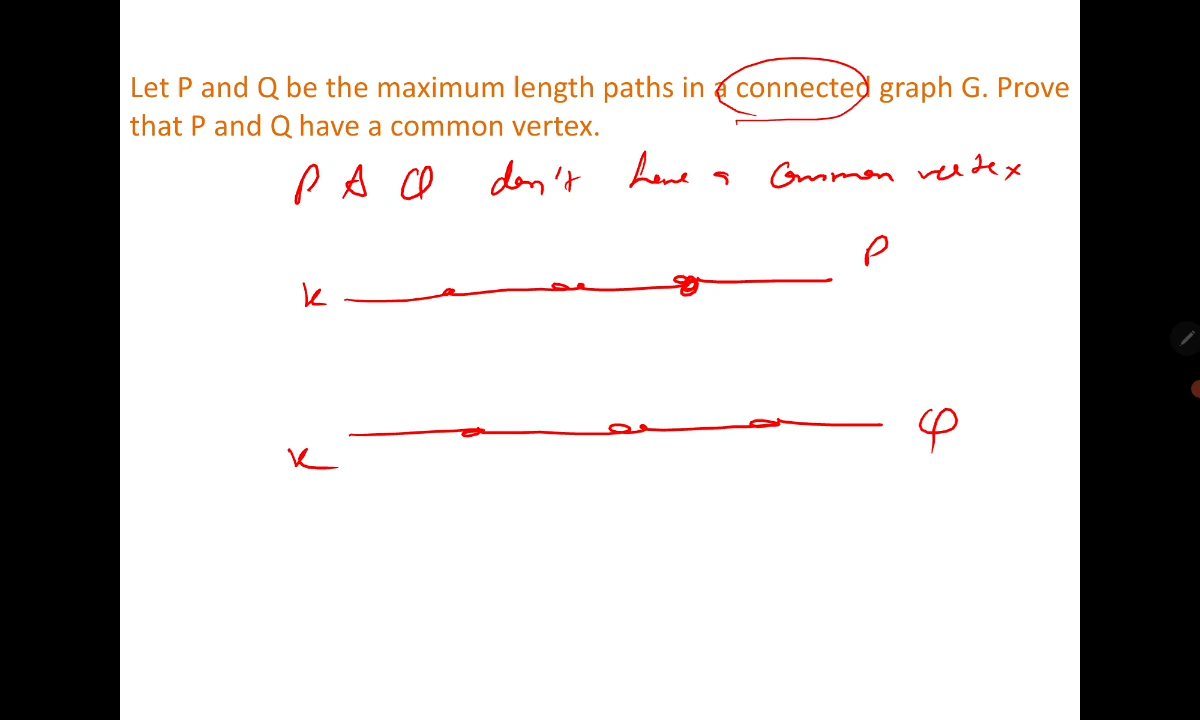 Let P and Q be the maximum length paths in a connected graph G. Prove
that P and Q have a common vertex.
P & Q don't have a common vertex
P
K
Q
K